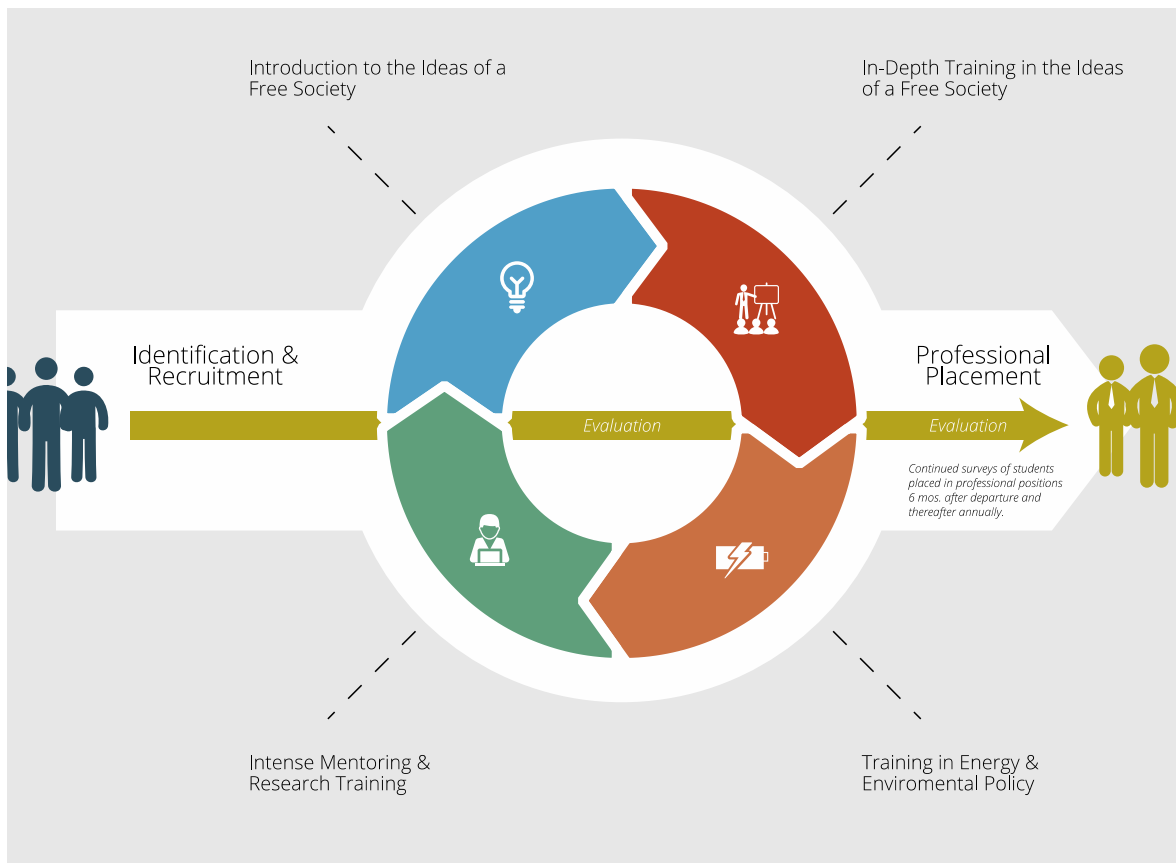 Introduction to the Ideas of a
Free Society
In-Depth Training in the Ideas
of a Free Society
Identification &
Recruitment
Evaluation
Professional
Placement
Evaluation
Continued surveys of students
placed in professional positions
6 mos. after departure and
thereafter annually.
Intense Mentoring &
Research Training
Training in Energy &
Enviromental Policy